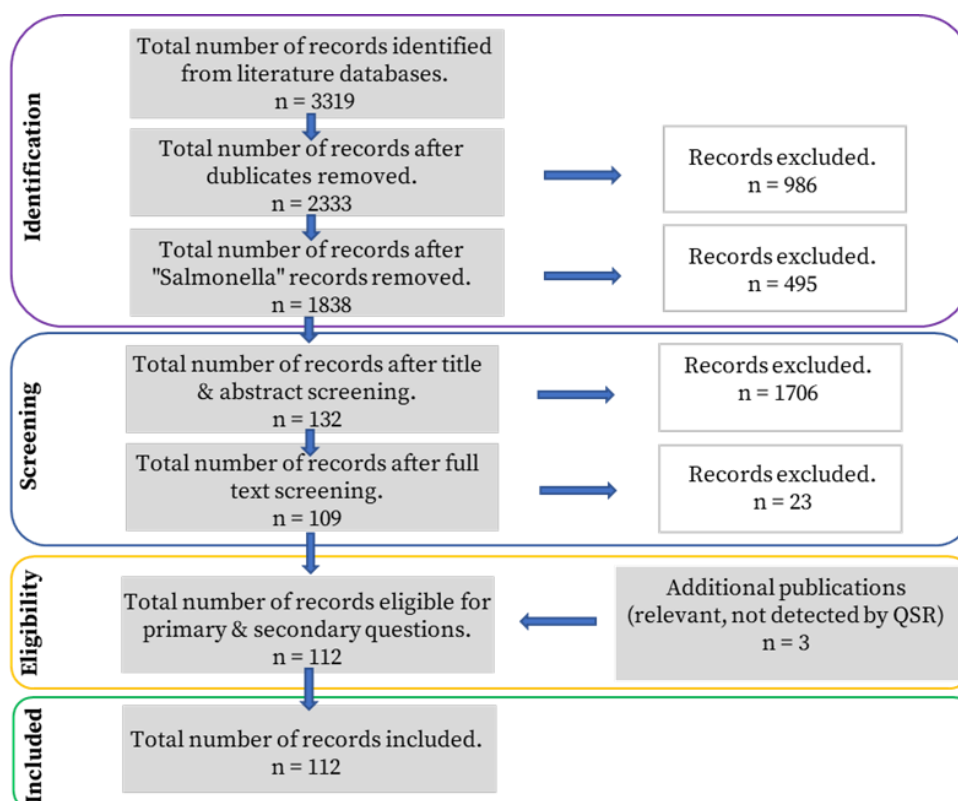 Identification
Total number of records identified
from literature databases.
n = 3319
Total number of records after
dublicates removed.
n = 2333
Records excluded.
n = 986
Total number of records after
"Salmonella" records removed.
n = 1838
Records excluded.
n = 495
Screening
Total number of records after title
& abstract screening.
n = 132
Records excluded.
n = 1706
Total number of records after full
text screening.
n = 109
Records excluded.
n = 23
Eligibility
Total number of records eligible for
primary & secondary questions.
n = 112
Additional publications
(relevant, not detected by QSR)
n = 3
Included
Total number of records included.
n = 112